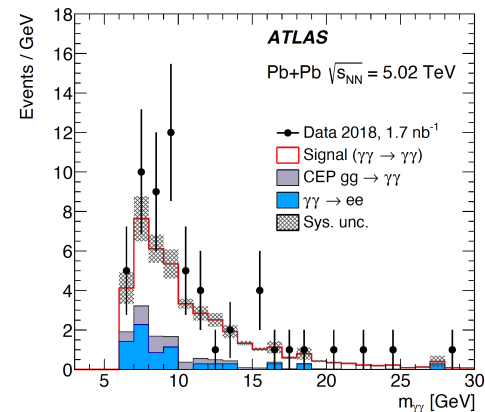 ATLAS
Pb+Pb √s_NN = 5.02 TeV
Data 2018, 1.7 nb⁻¹
Signal (γγ → γγ)
CEP gg → γγ
γγ → ee
Sys. unc.
Events / GeV
18
16
14
12
10
8
6
4
2
0
5 10 15 20 25 30
m_γγ [GeV]